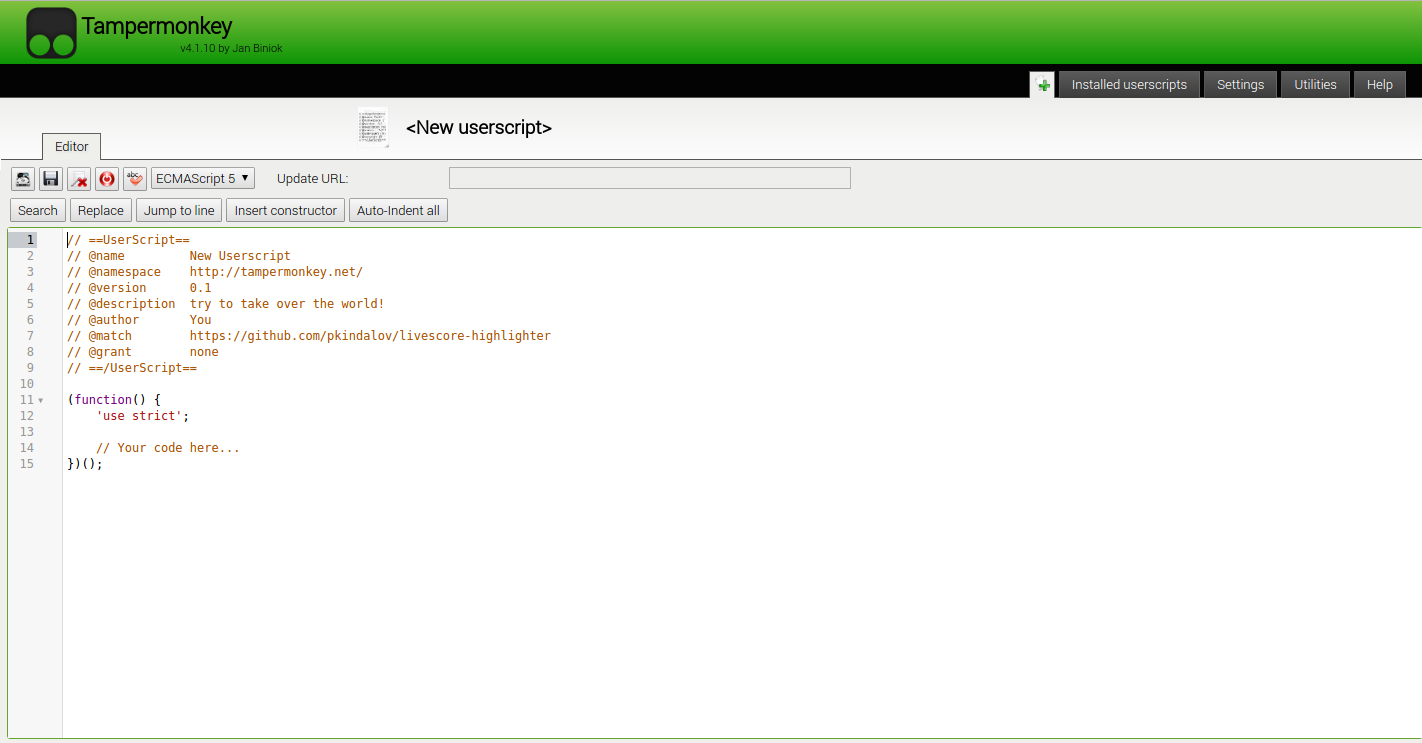 Tampermonkey
v4.1.10 by Jan Biniok
Installed userscripts Settings Utilities Help
<New userscript>
Editor
abc ECMAScript 5 ▼ Update URL:
Search Replace Jump to line Insert constructor Auto-Indent all
1 // ==UserScript==
2 // @name         New Userscript
3 // @namespace    http://tampermonkey.net/
4 // @version      0.1
5 // @description  try to take over the world!
6 // @author       You
7 // @match        https://github.com/pkindalov/livescore-highlighter
8 // @grant        none
9 // ==/UserScript==
10
11 (function() {
12     'use strict';
13
14     // Your code here...
15 })();